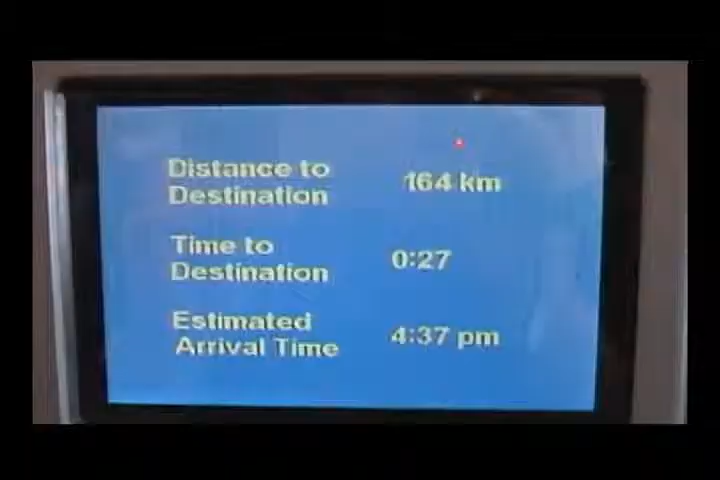 Distance to
Destination
164 km
Time to
Destination
0:27
Estimated
Arrival Time
4:37 pm